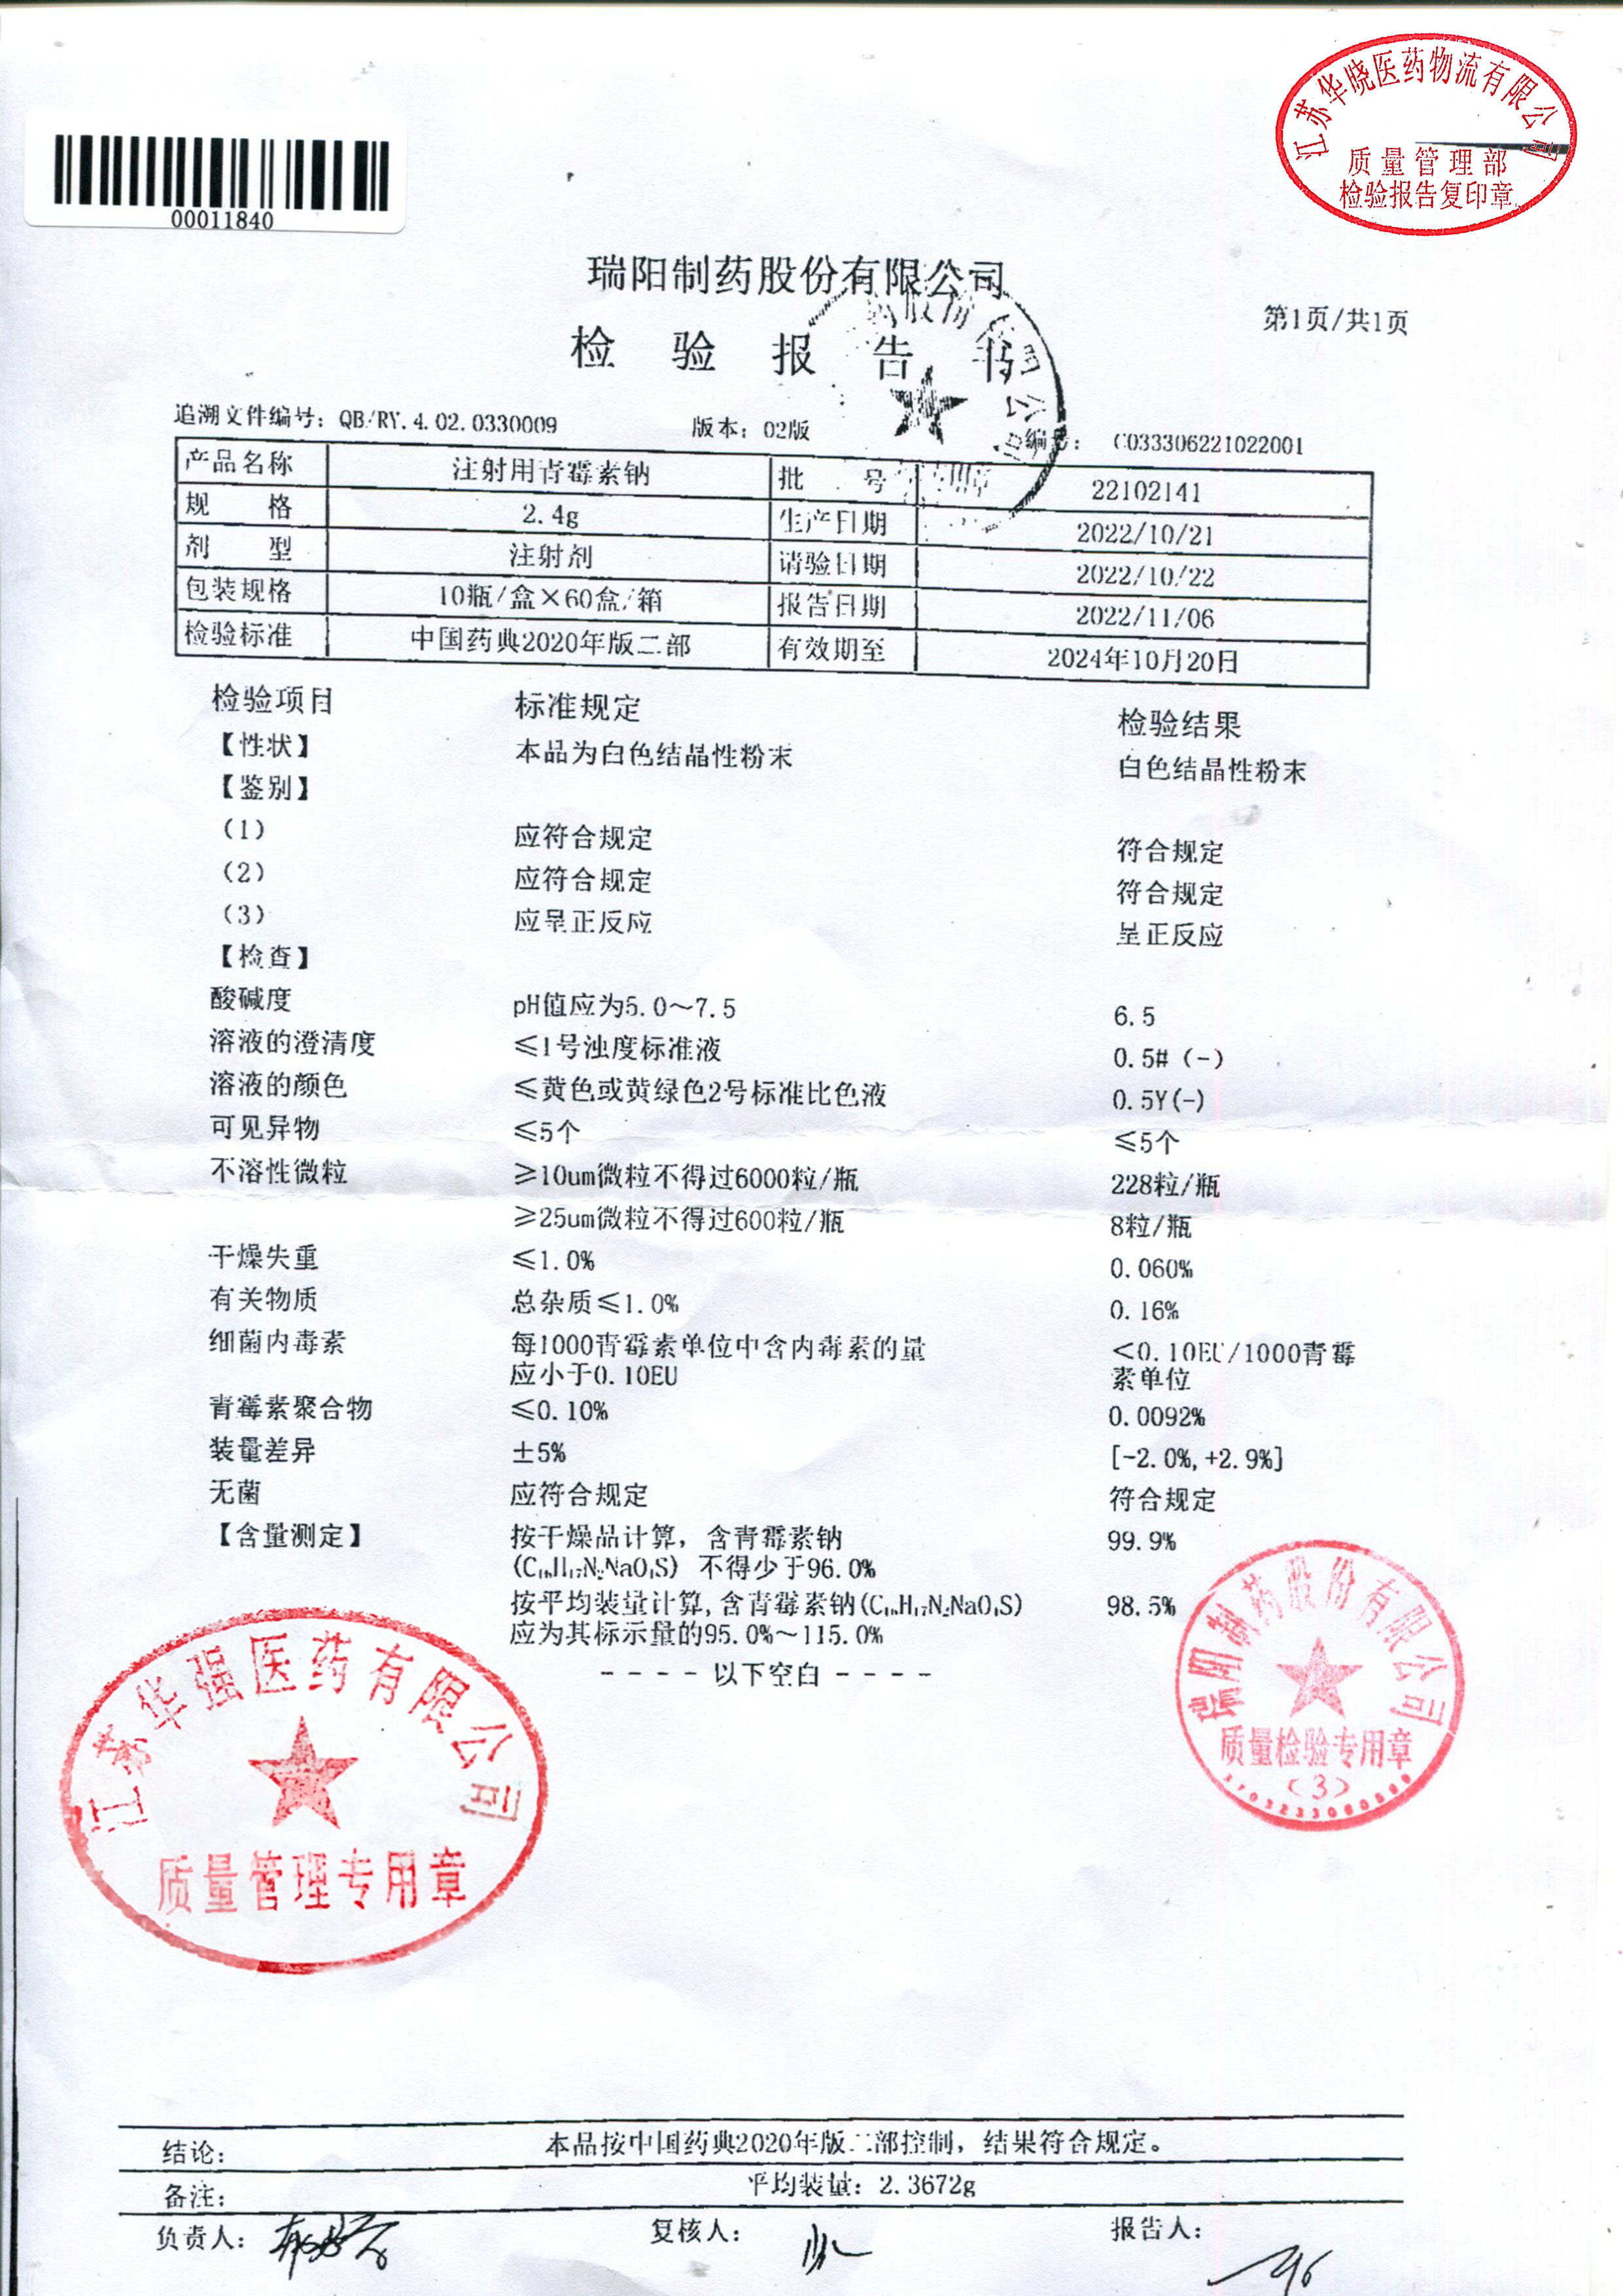 江苏华晓医药物流有限公司
质量管理部
检验报告复印章
00011840
瑞阳制药股份有限公司
第1页/共1页
检 验 报 告 书
追溯文件编号：QB/RY.4.02.0330009 版本：02版 编号： C033306221022001
产品名称 注射用青霉素钠 批 号 22102141
规 格 2.4g 生产日期 2022/10/21
剂 型 注射剂 请验日期 2022/10/22
包装规格 10瓶/盒×60盒/箱 报告日期 2022/11/06
检验标准 中国药典2020年版二部 有效期至 2024年10月20日
检验项目 标准规定 检验结果
【性状】 本品为白色结晶性粉末 白色结晶性粉末
【鉴别】
(1) 应符合规定 符合规定
(2) 应符合规定 符合规定
(3) 应呈正反应 呈正反应
【检查】
酸碱度 pH值应为5.0～7.5 6.5
溶液的澄清度 ≤1号浊度标准液 0.5#（-）
溶液的颜色 ≤黄色或黄绿色2号标准比色液 0.5Y(-)
可见异物 ≤5个 ≤5个
不溶性微粒 ≥10um微粒不得过6000粒/瓶 228粒/瓶
≥25um微粒不得过600粒/瓶 8粒/瓶
干燥失重 ≤1.0% 0.060%
有关物质 总杂质≤1.0% 0.16%
细菌内毒素 每1000青霉素单位中含内毒素的量 <0.10EU/1000青霉
应小于0.10EU 素单位
青霉素聚合物 ≤0.10% 0.0092%
装量差异 ±5% [-2.0%,+2.9%]
无菌 应符合规定 符合规定
【含量测定】 按干燥品计算，含青霉素钠 99.9%
(C₁₆H₁₇N₂NaO₄S) 不得少于96.0%
按平均装量计算,含青霉素钠(C₁₆H₁₇N₂NaO₄S) 98.5%
应为其标示量的95.0%～115.0%
---- 以下空白 ----
瑞阳制药股份有限公司
质量检验专用章
(3)
江苏华强医药有限公司
质量管理专用章
结论： 本品按中国药典2020年版二部控制，结果符合规定。
备注： 平均装量：2.3672g
负责人： 复核人： 报告人：